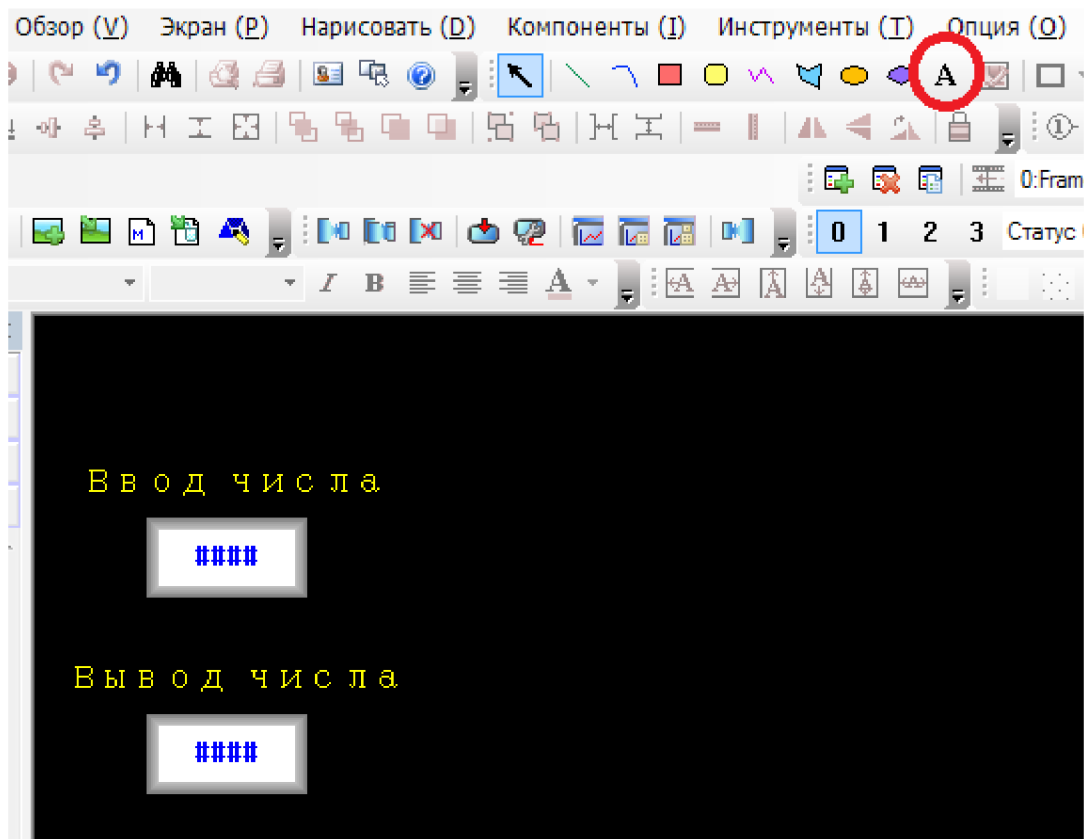 Обзор (V) Экран (P) Нарисовать (D) Компоненты (I) Инструменты (T) Опция (O)
A
0:Fram
0 1 2 3 Статус
I B A
Ввод числа
####
Вывод числа
####